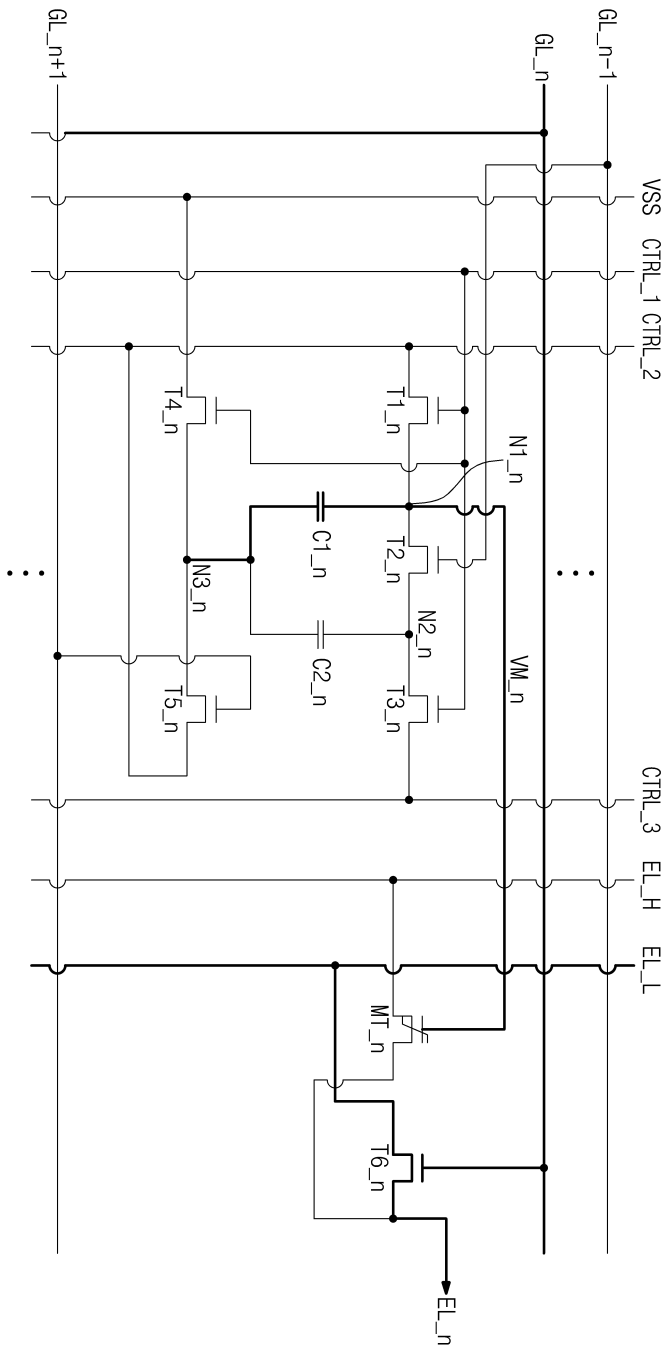 GL_n-1
GL_n
GL_n+1
VSS
CTRL_1
CTRL_2
CTRL_3
EL_H
EL_L
T1_n
N1_n
T2_n
N2_n
T3_n
VM_n
C1_n
C2_n
T4_n
N3_n
T5_n
MT_n
T6_n
EL_n